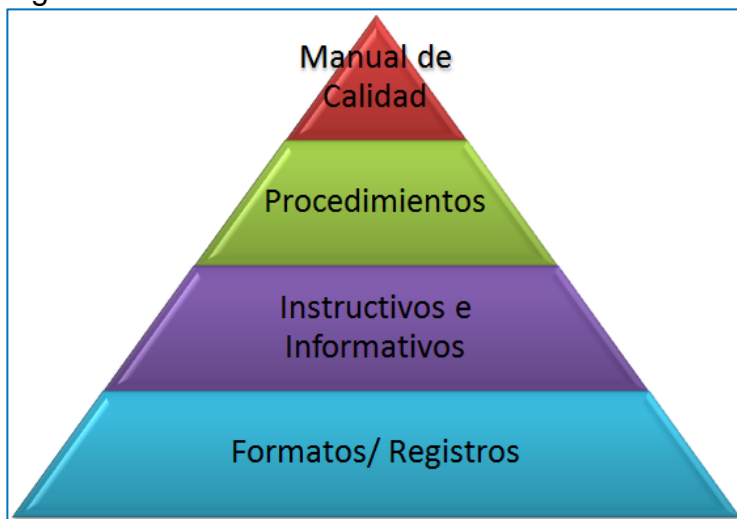 Manual de
Calidad
Procedimientos
Instructivos e
Informativos
Formatos/ Registros